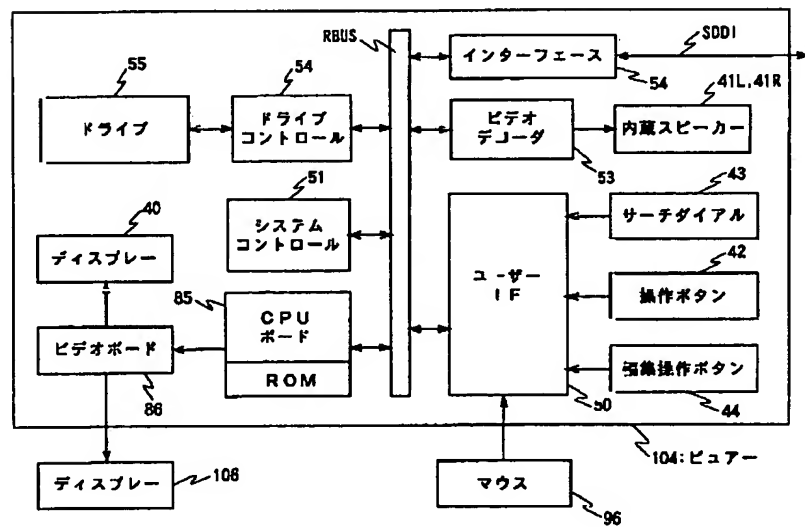 RBUS
インターフェース
SDDI
54
55
54
ドライブ
ドライブ
コントロール
ビデオ
デコーダ
53
41L,41R
内蔵スピーカー
51
システム
コントロール
43
サーチダイアル
40
ディスプレー
ユーザー
IF
42
操作ボタン
85
CPU
ボード
ROM
ビデオボード
86
編集操作ボタン
50
44
104:ビュアー
ディスプレー
106
マウス
96